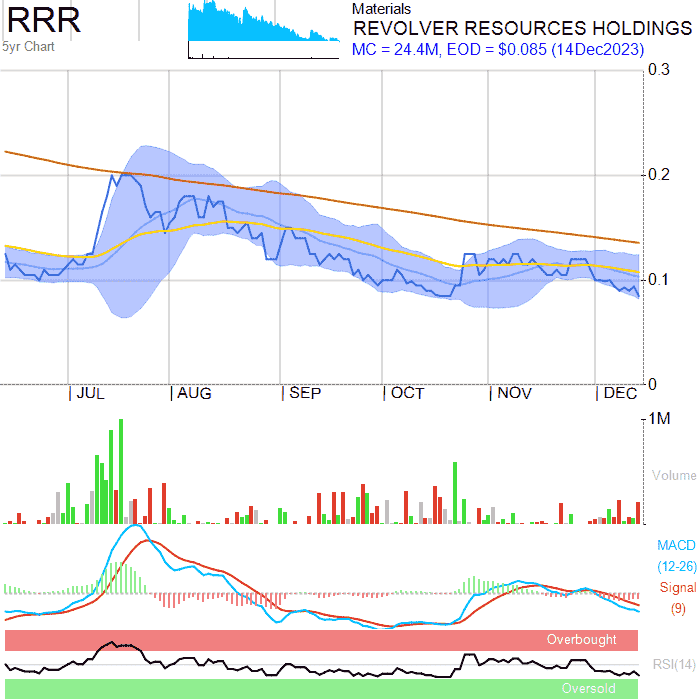 RRR
5yr Chart
Materials
REVOLVER RESOURCES HOLDINGS
MC = 24.4M, EOD = $0.085 (14Dec2023)
0.3
0.2
0.1
0
JUL AUG SEP OCT NOV DEC
1M
Volume
MACD
(12-26)
Signal
(9)
Overbought
RSI(14)
Oversold